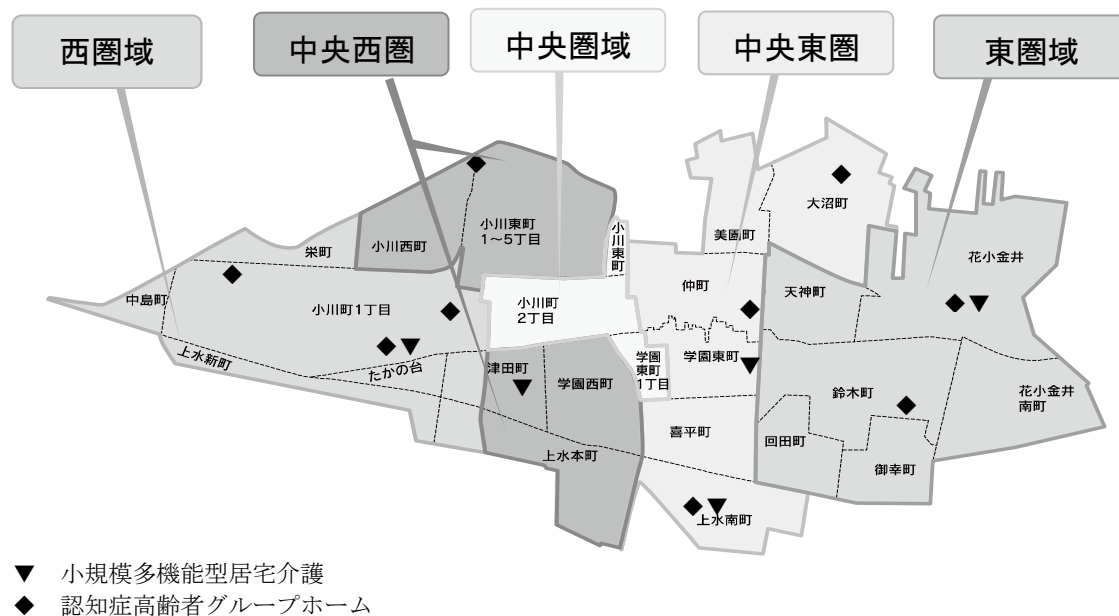 西圏域
中央西圏
中央圏域
中央東圏
東圏域
大沼町
小川東町
1～5丁目
小川東町
美園町
小川西町
花小金井
栄町
仲町
天神町
中島町
小川町1丁目
小川町
2丁目
上水新町
たかの台
津田町
学園西町
学園
東町
1丁目
学園東町
鈴木町
花小金井
南町
喜平町
回田町
上水本町
御幸町
上水南町
▼ 小規模多機能型居宅介護
◆ 認知症高齢者グループホーム